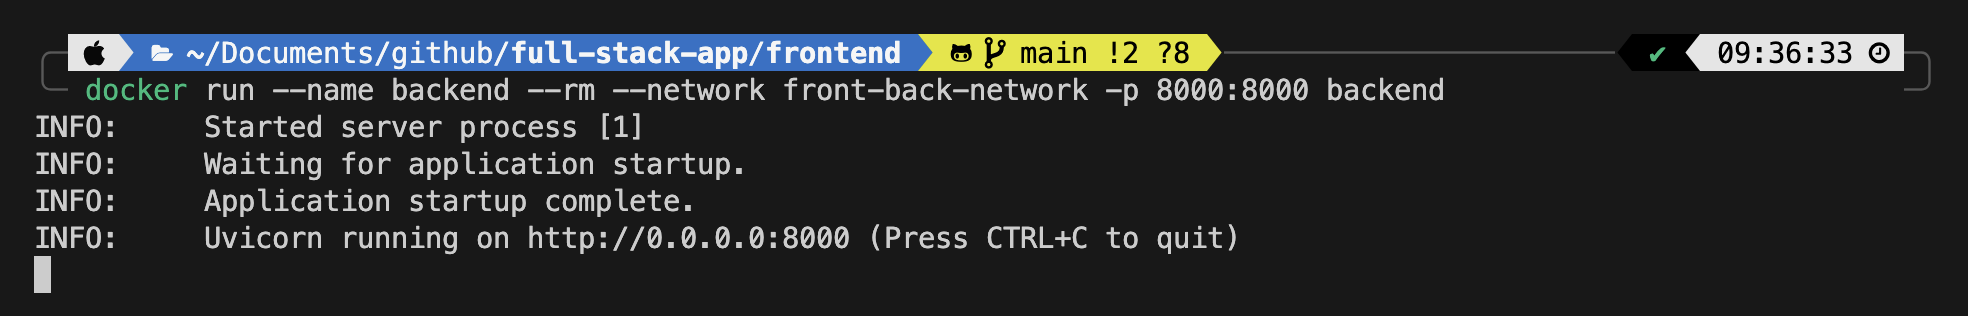 ~/Documents/github/full-stack-app/frontend main !2 ?8 ✔ 09:36:33
docker run --name backend --rm --network front-back-network -p 8000:8000 backend
INFO:     Started server process [1]
INFO:     Waiting for application startup.
INFO:     Application startup complete.
INFO:     Uvicorn running on http://0.0.0.0:8000 (Press CTRL+C to quit)